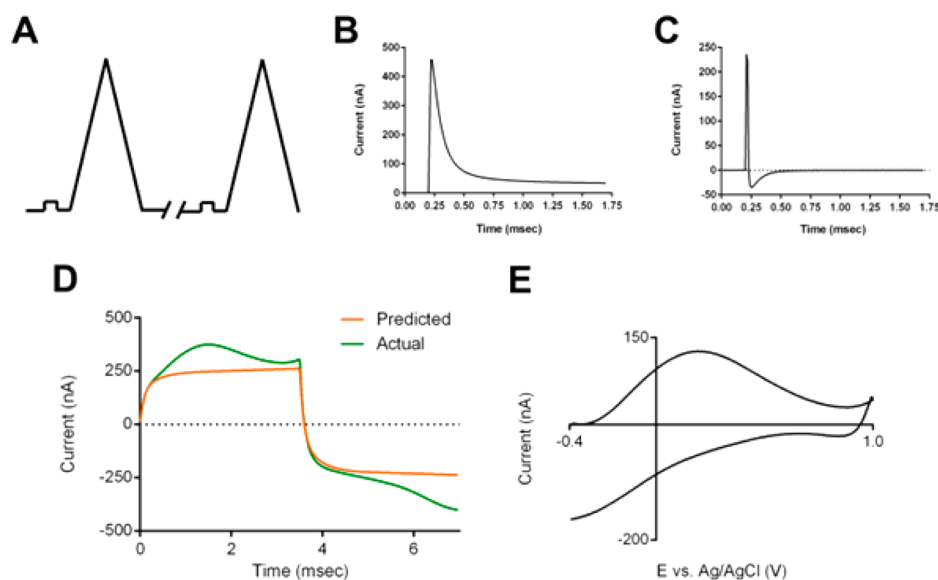 A
B
C
500
400
300
200
100
0
0.00 0.25 0.50 0.75 1.00 1.25 1.50 1.75
Current (nA)
Time (msec)
250
200
150
100
50
0
-50
0.00 0.25 0.50 0.75 1.00 1.25 1.50 1.75
Current (nA)
Time (msec)
D
E
500
250
0
-250
-500
0 2 4 6
Current (nA)
Time (msec)
Predicted
Actual
150
-0.4
1.0
-200
Current (nA)
E vs. Ag/AgCl (V)